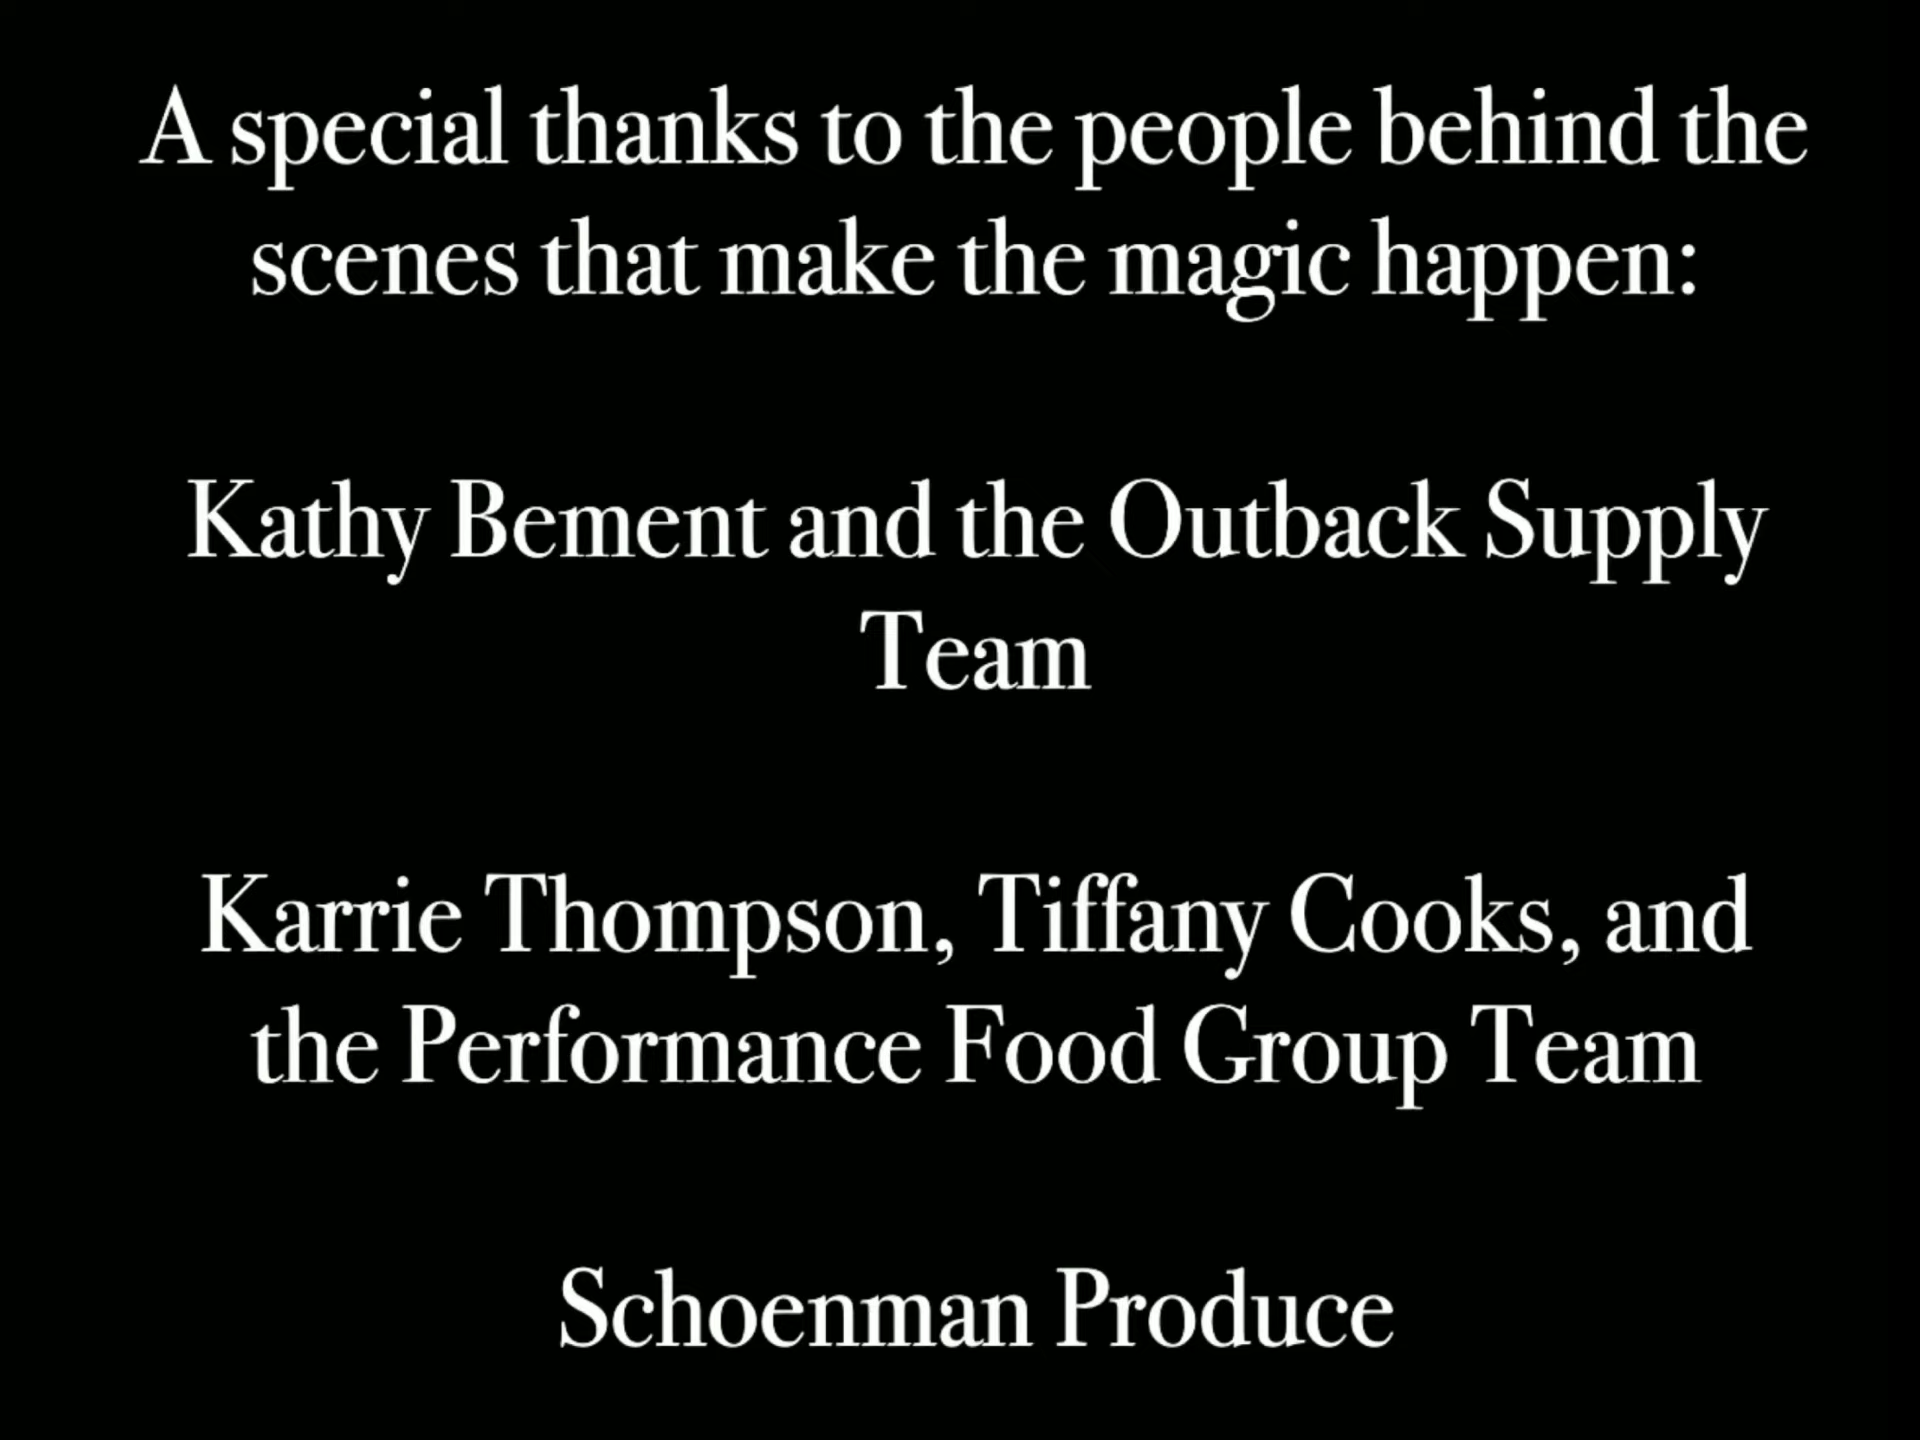 A special thanks to the people behind the
scenes that make the magic happen:
Kathy Bement and the Outback Supply
Team
Karrie Thompson, Tiffany Cooks, and
the Performance Food Group Team
Schoenman Produce